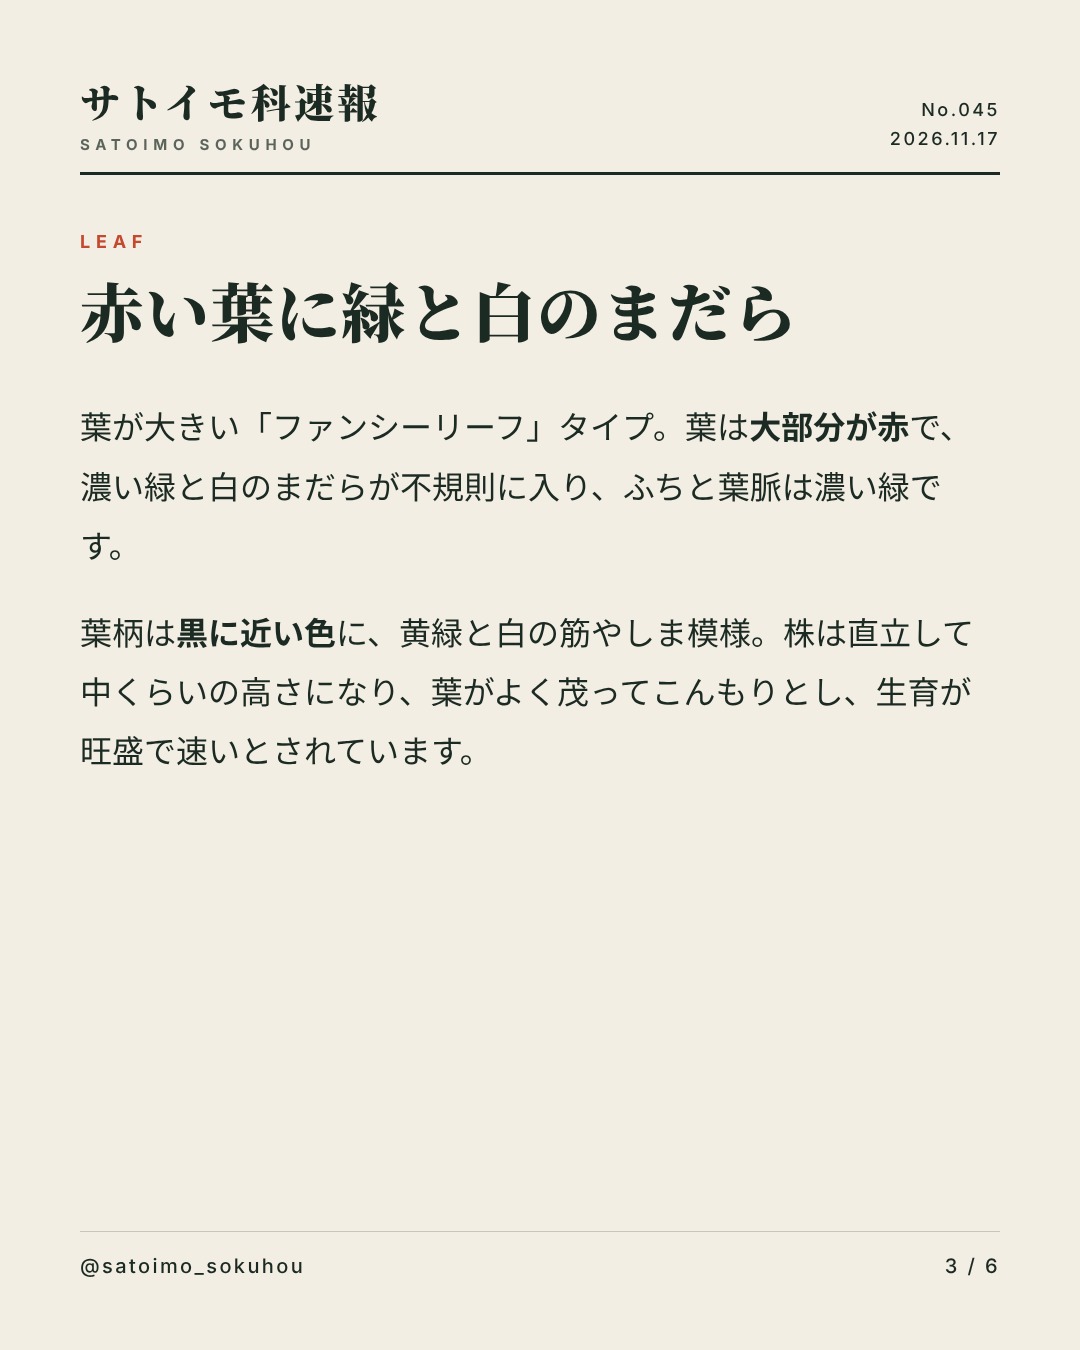 サトイモ科速報
SATOIMO SOKUHOU
No.045
2026.11.17
LEAF
赤い葉に緑と白のまだら
葉が大きい「ファンシーリーフ」タイプ。葉は大部分が赤で、
濃い緑と白のまだらが不規則に入り、ふちと葉脈は濃い緑で
す。
葉柄は黒に近い色に、黄緑と白の筋やしま模様。株は直立して
中くらいの高さになり、葉がよく茂ってこんもりとし、生育が
旺盛で速いとされています。
@satoimo_sokuhou
3 / 6